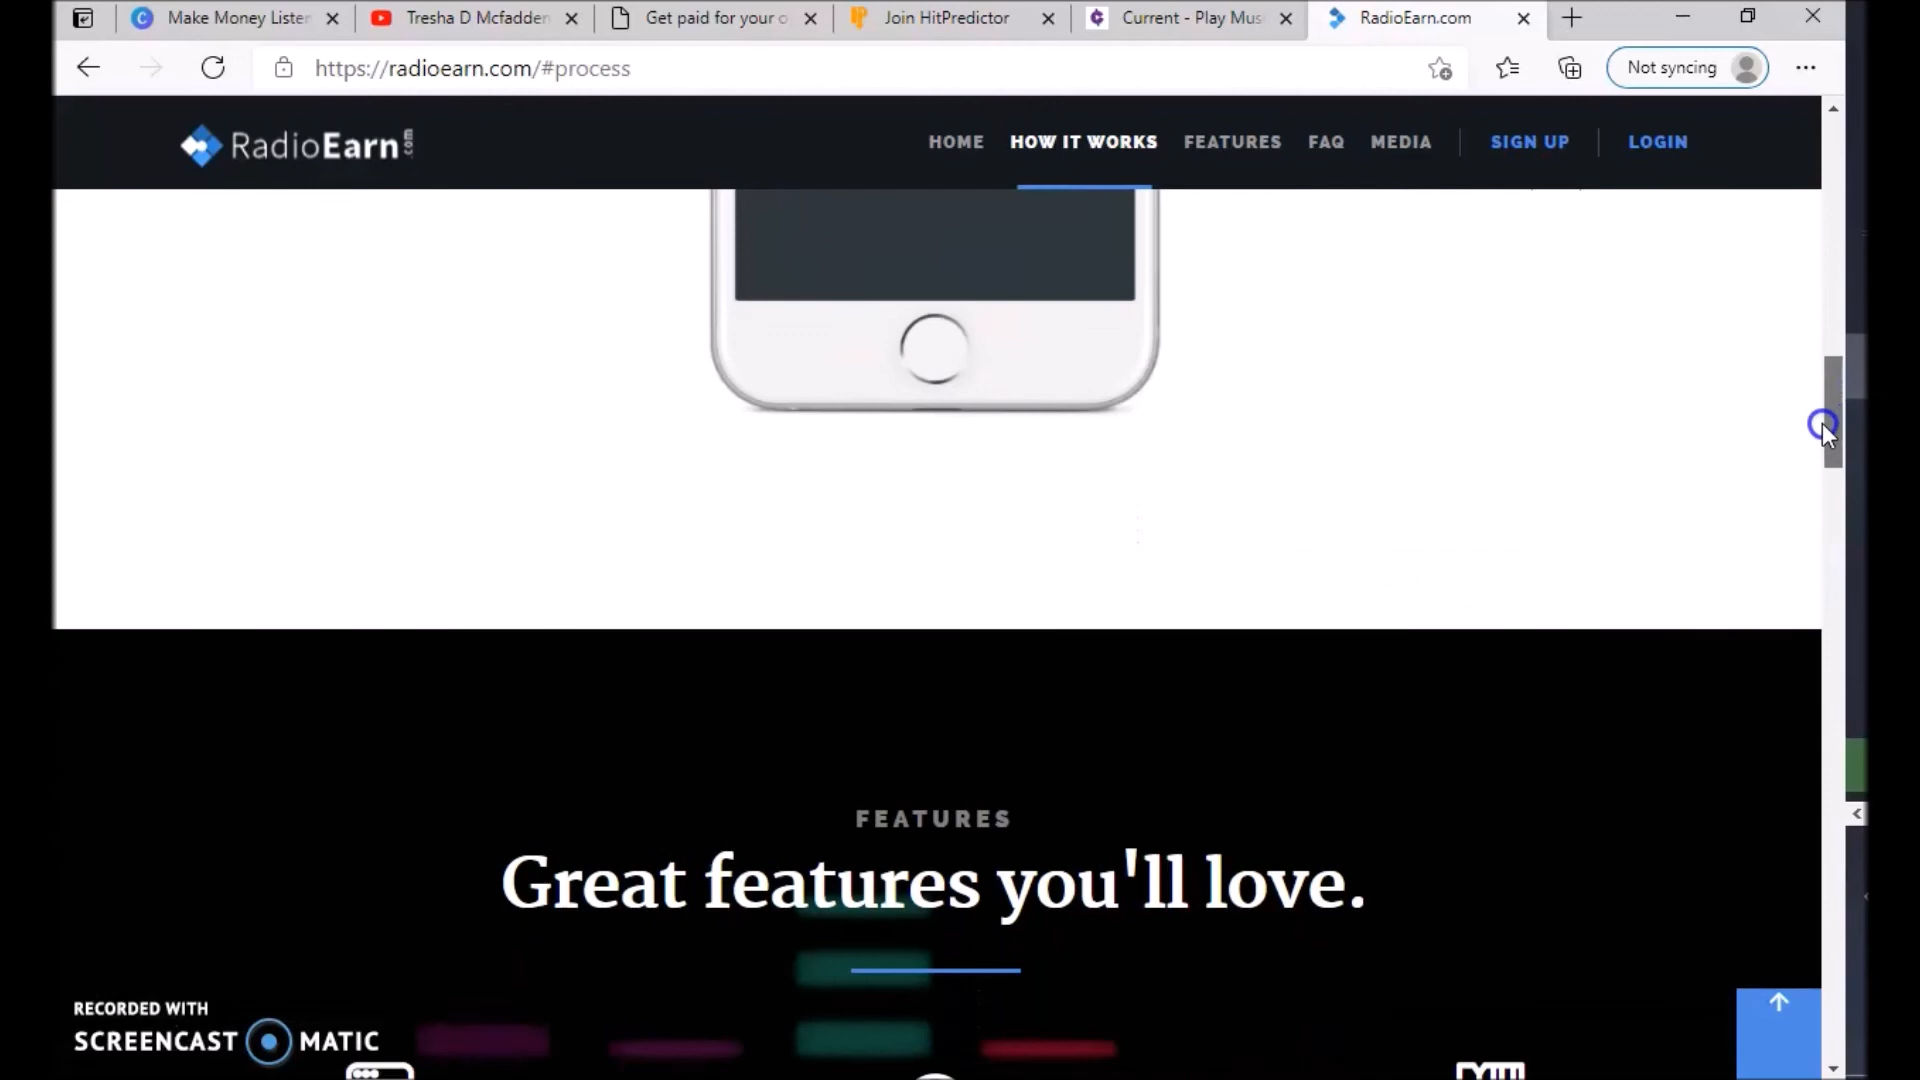 Make Money Lister
Tresha D Mcfadden
Get paid for your o
Join HitPredictor
Current - Play Mus
RadioEarn.com
https://radioearn.com/#process
Not syncing
RadioEarn.com
HOME
HOW IT WORKS
FEATURES
FAQ
MEDIA
SIGN UP
LOGIN
FEATURES
Great features you'll love.
RECORDED WITH
SCREENCAST MATIC